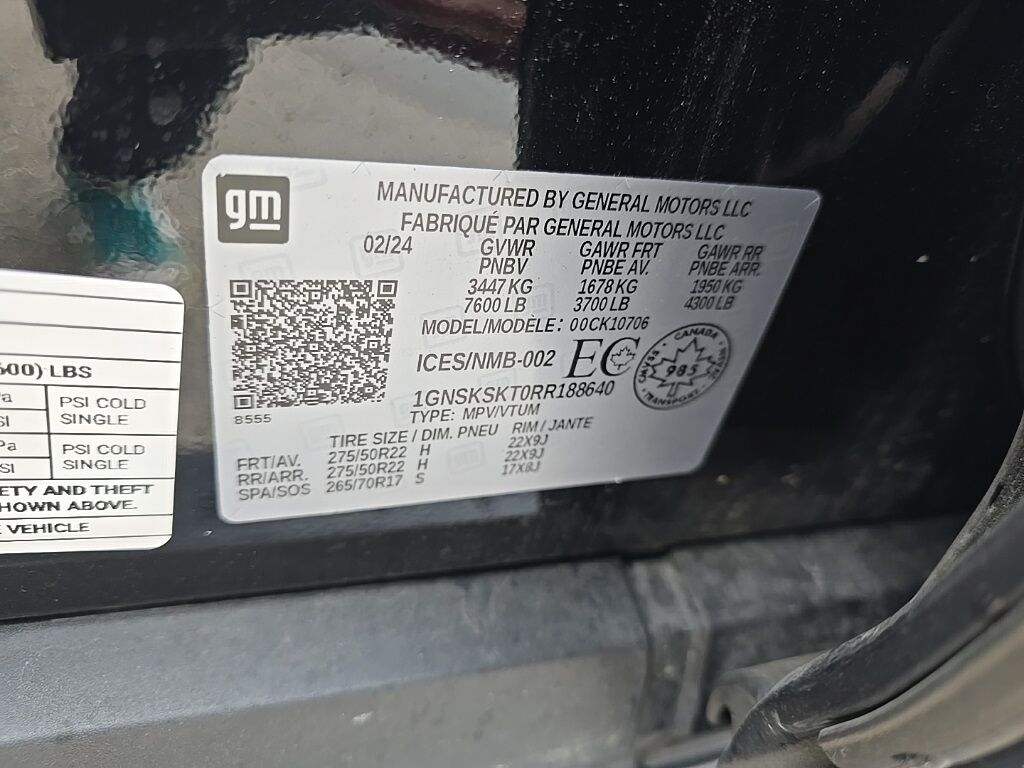 gm
MANUFACTURED BY GENERAL MOTORS LLC
FABRIQUÉ PAR GENERAL MOTORS LLC
02/24 GVWR GAWR FRT GAWR RR
PNBV PNBE AV. PNBE ARR.
3447 KG 1678 KG 1950 KG
7600 LB 3700 LB 4300 LB
MODEL/MODÈLE: 00CK10706
ICES/NMB-002 EC
CANADA
985
1GNSKSKT0RR188640
8555
TYPE: MPV/VTUM
TIRE SIZE / DIM. PNEU RIM / JANTE
FRT/AV. 275/50R22 H 22X9J
RR/ARR. 275/50R22 H 22X9J
SPA/SOS 265/70R17 S 17X8J
LBS
PSI COLD
SINGLE
PSI COLD
SINGLE
ETY AND THEFT
HOWN ABOVE.
VEHICLE